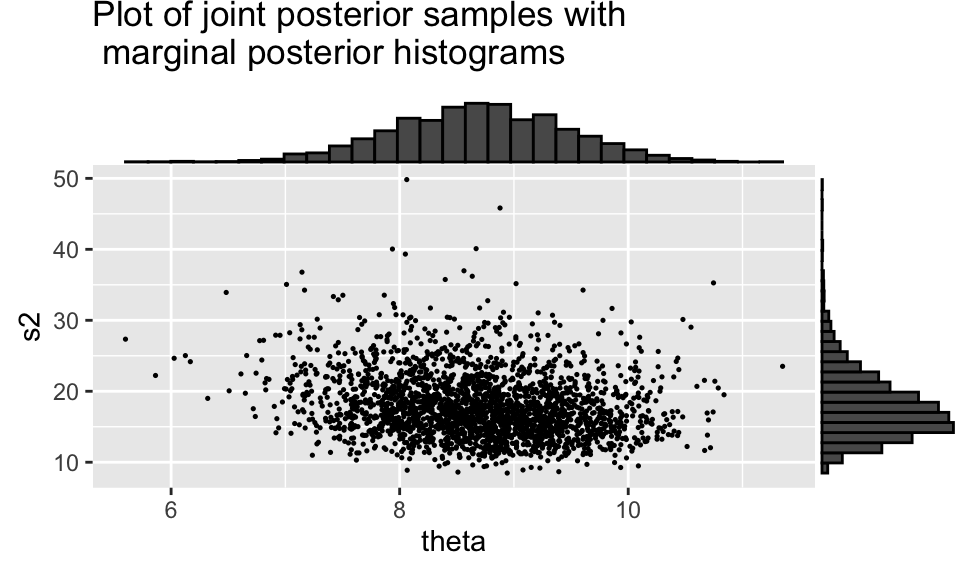 Plot of joint posterior samples with
marginal posterior histograms
50
40
30
20
10
s2
6 8 10
theta